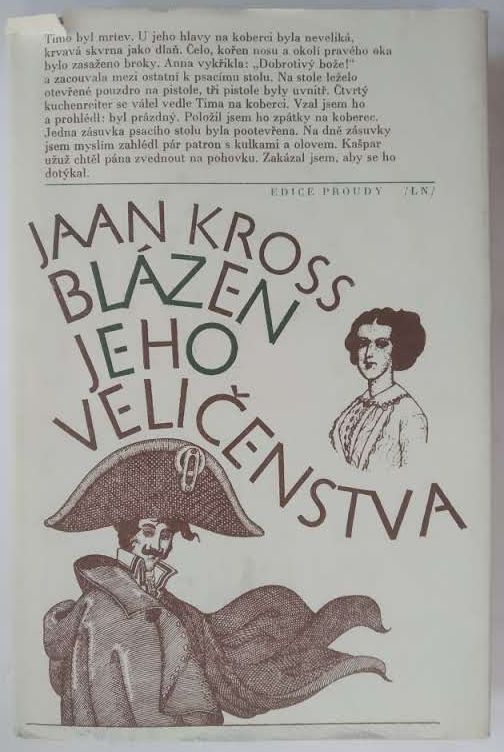 Timo byl mrtev. U jeho hlavy na koberci byla neveliká,
krvavá skvrna jako dlaň. Čelo, kořen nosu a okolí pravého oka
bylo zasaženo broky. Anna vykřikla: „Dobrotivý bože!"
a zacouvala mezi ostatní k psacímu stolu. Na stole leželo
otevřené pouzdro na pistole, tři pistole byly uvnitř. Čtvrtý
kuchenreiter se válel vedle Tima na koberci. Vzal jsem ho
a prohlédl: byl prázdný. Položil jsem ho zpátky na koberec.
Jedna zásuvka psacího stolu byla pootevřena. Na dně zásuvky
jsem myslím zahlédl pár patron s kulkami a olovem. Kašpar
užuž chtěl pána zvednout na pohovku. Zakázal jsem, aby se ho
dotýkal.
EDICE PROUDY /LN/
JAAN KROSS
BLÁZEN
JEHO
VELIČENSTVA